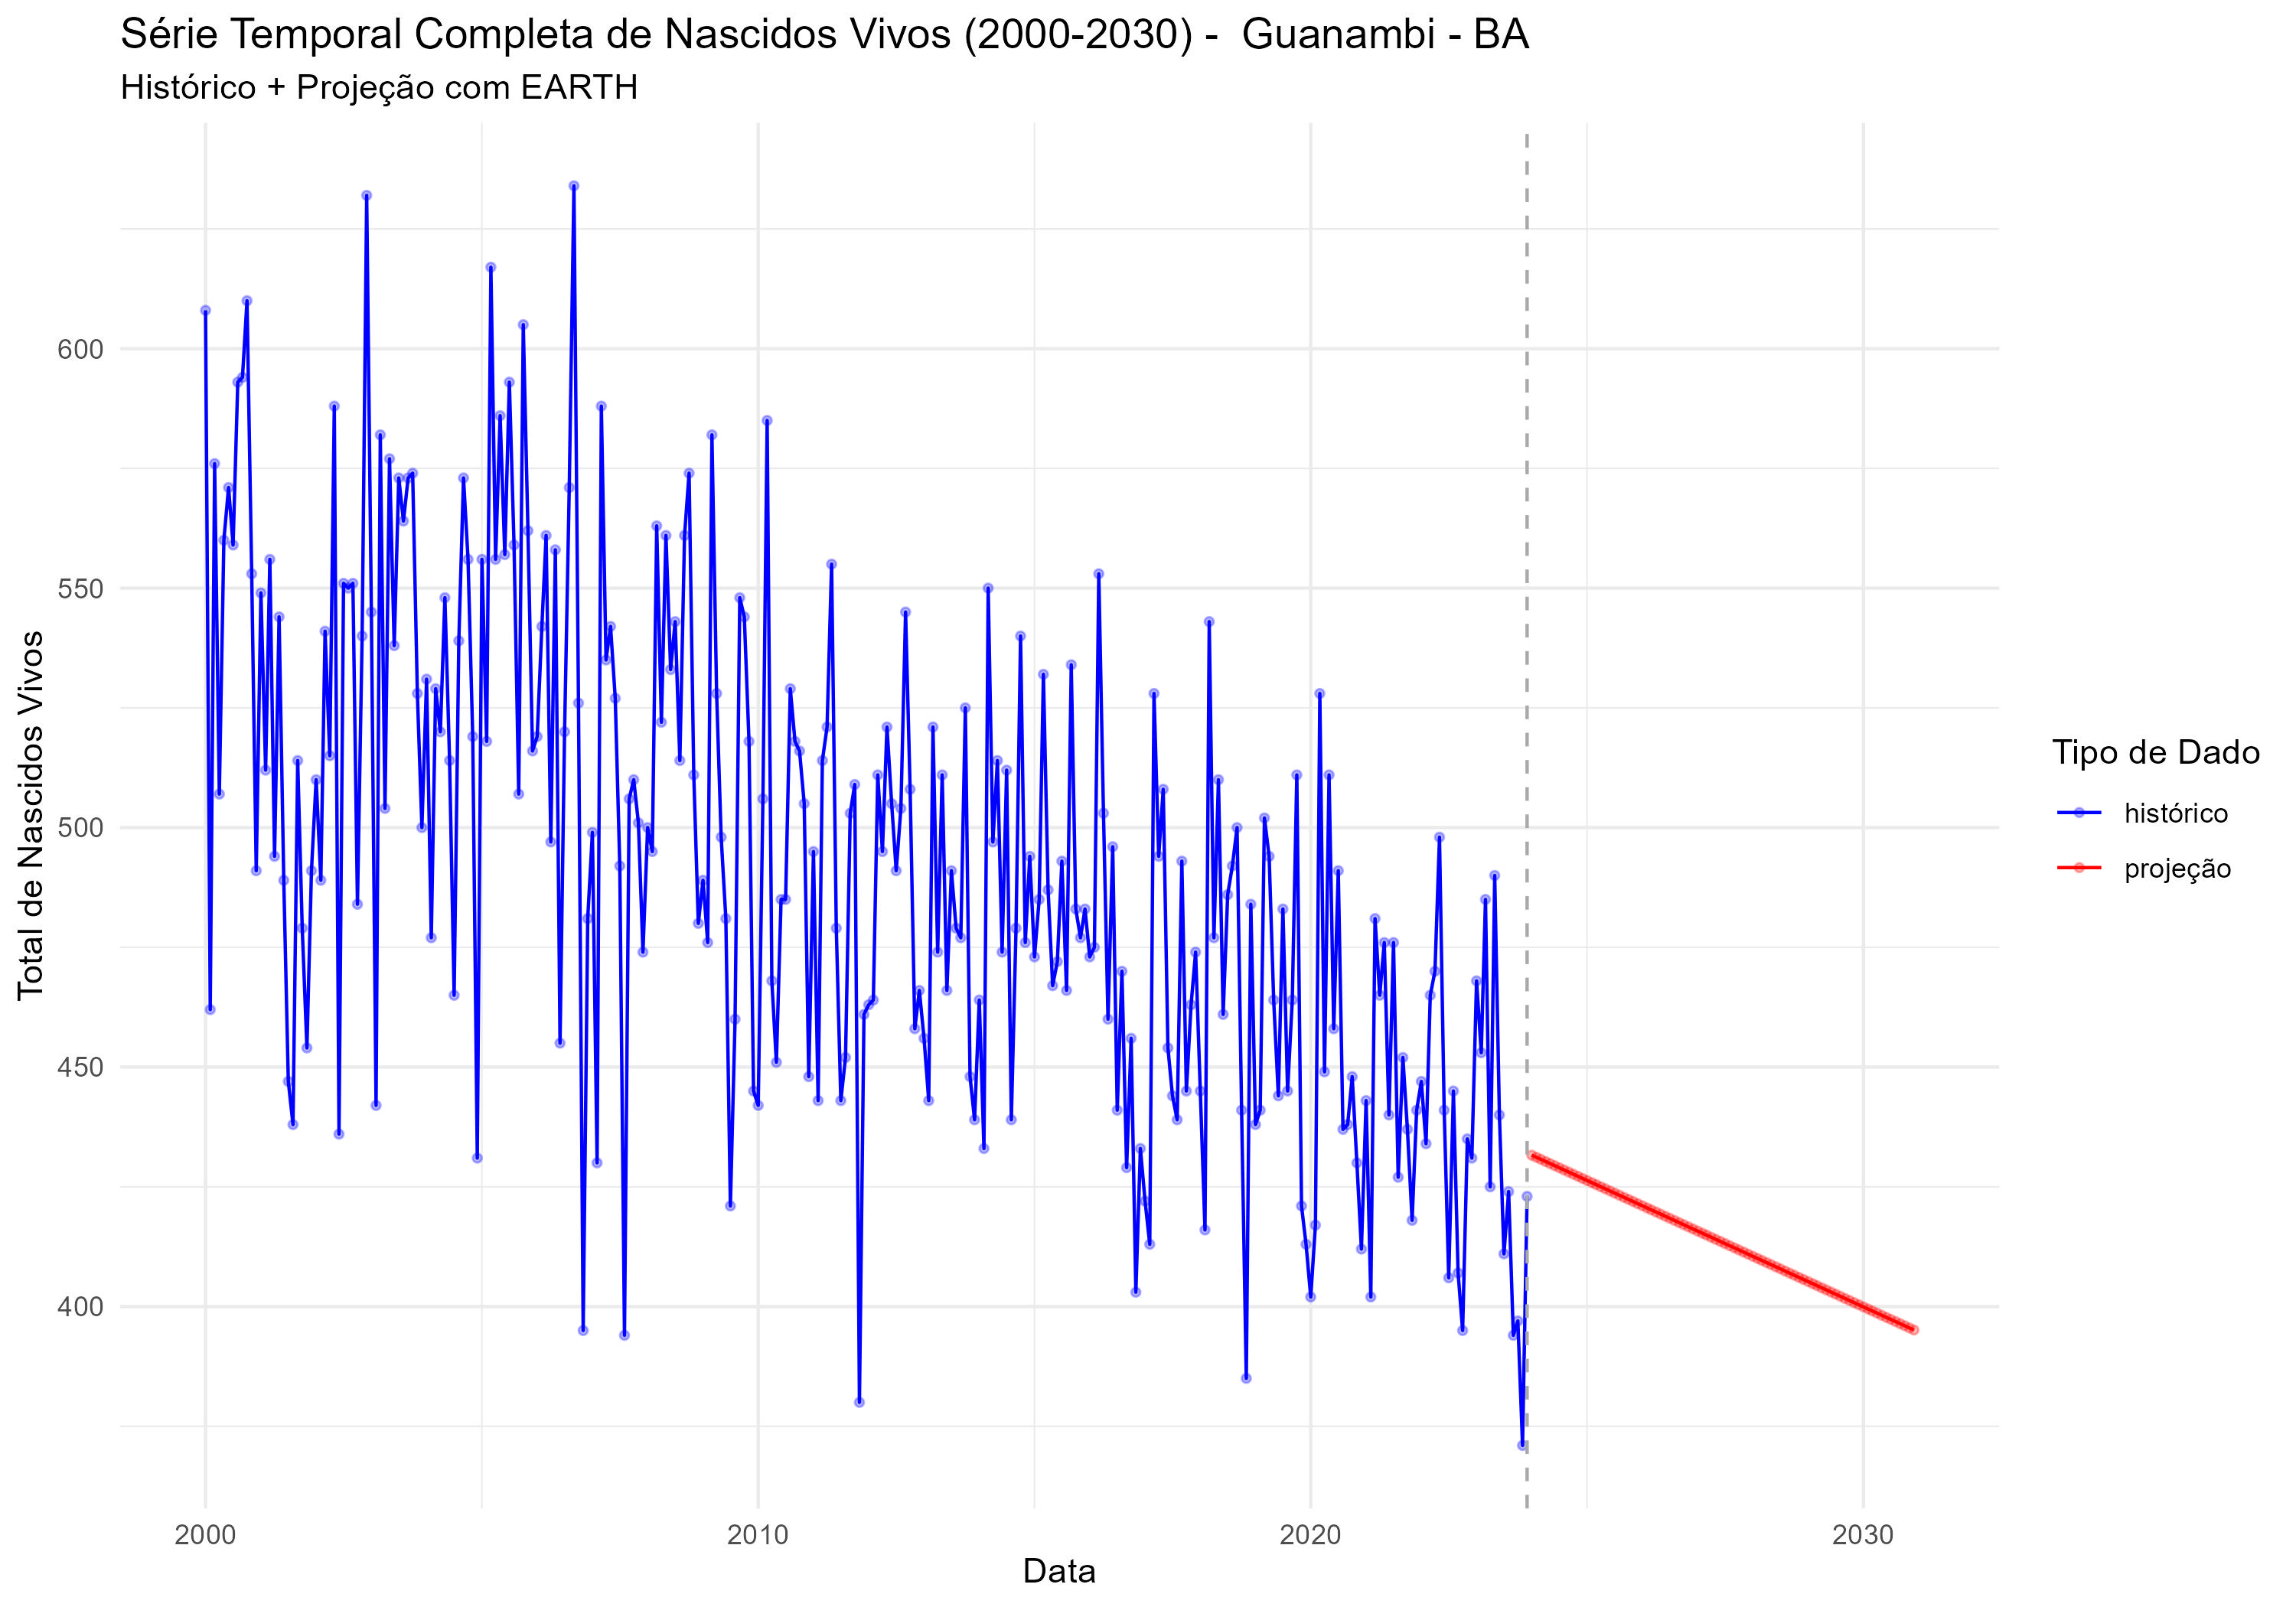 Série Temporal Completa de Nascidos Vivos (2000-2030) -  Guanambi - BA
Histórico + Projeção com EARTH
Total de Nascidos Vivos
600
550
500
450
400
2000
2010
2020
2030
Data
Tipo de Dado
histórico
projeção